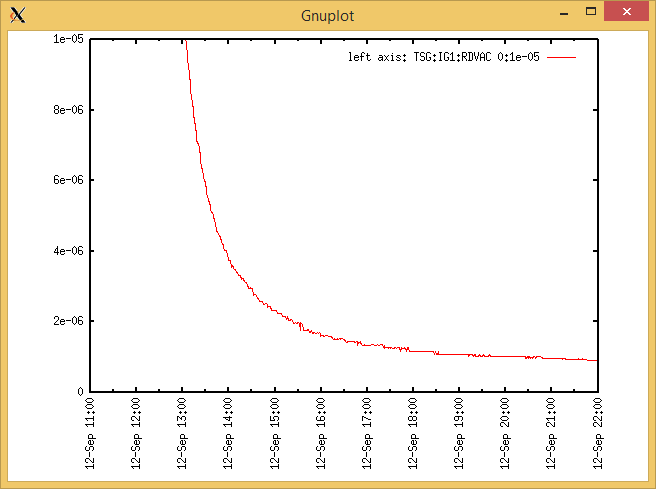 Gnuplot
left axis: TSG:IG1:RDVAC 0:1e-05
1e-05
8e-06
6e-06
4e-06
2e-06
0
12-Sep 11:00
12-Sep 12:00
12-Sep 13:00
12-Sep 14:00
12-Sep 15:00
12-Sep 16:00
12-Sep 17:00
12-Sep 18:00
12-Sep 19:00
12-Sep 20:00
12-Sep 21:00
12-Sep 22:00